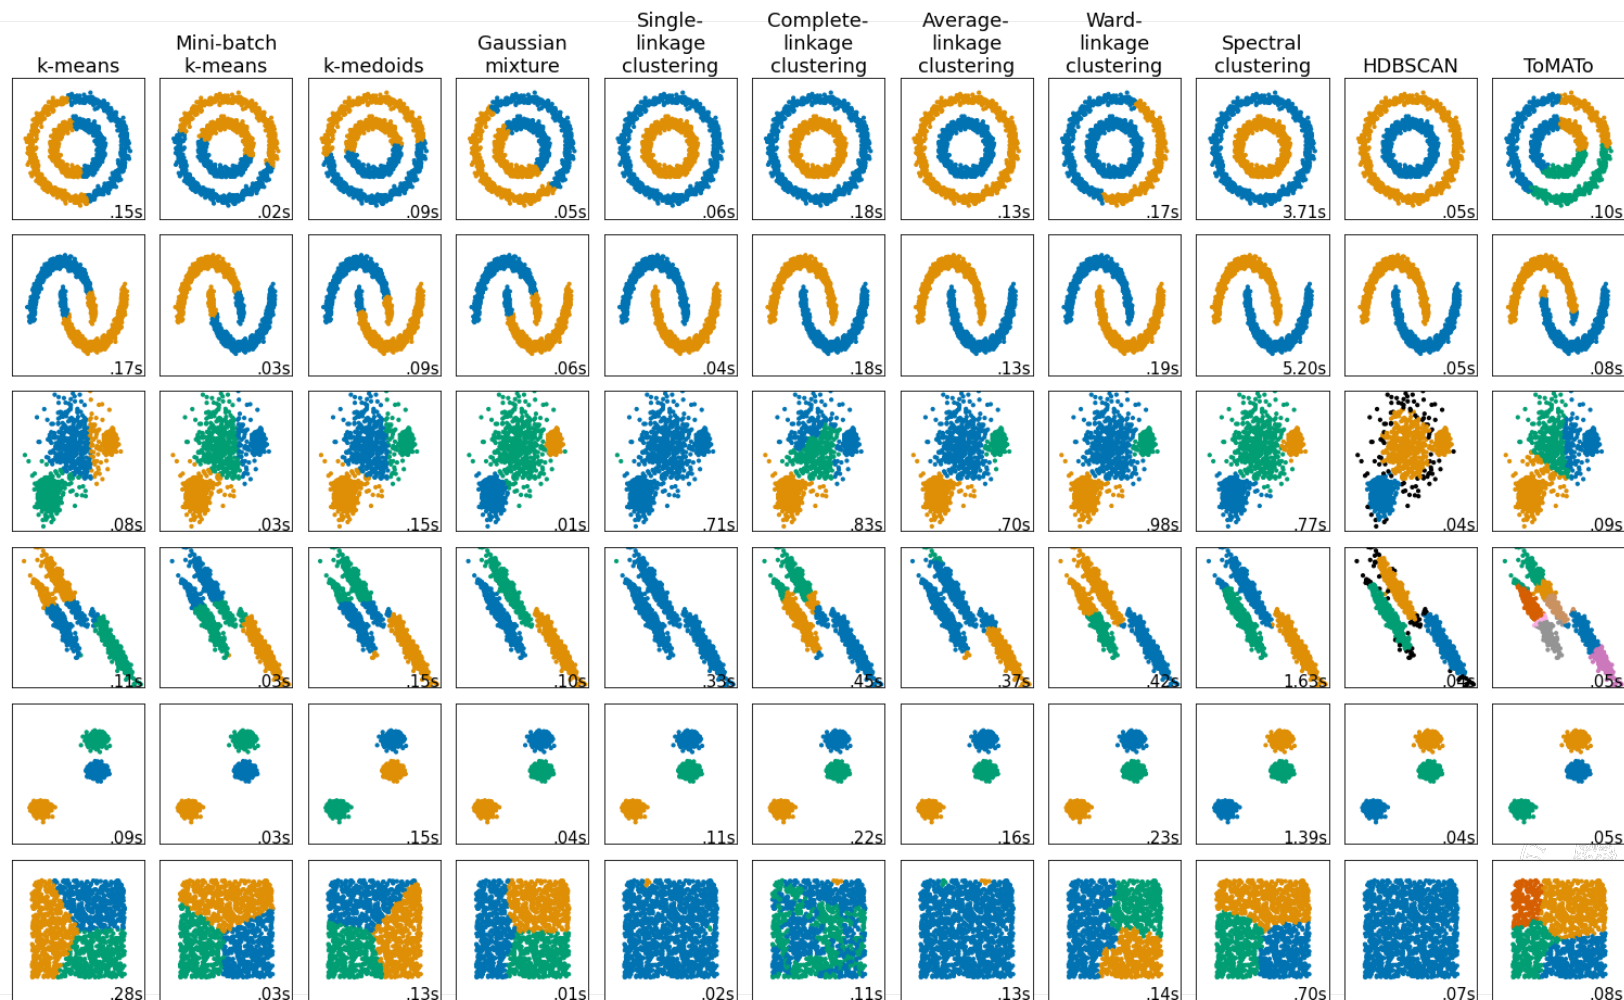 Single- Complete- Average- Ward-
Mini-batch Gaussian linkage linkage linkage linkage Spectral
k-means k-means k-medoids mixture clustering clustering clustering clustering clustering HDBSCAN ToMATo
.15s .02s .09s .05s .06s .18s .13s .17s 3.71s .05s .10s
.17s .03s .09s .06s .04s .18s .13s .19s 5.20s .05s .08s
.08s .03s .15s .01s .71s .83s .70s .98s .77s .04s .09s
.11s .03s .15s .10s .33s .45s .37s .42s 1.63s .04s .05s
.09s .03s .15s .04s .11s .22s .16s .23s 1.39s .04s .05s
.28s .03s .13s .01s .02s .11s .13s .14s .70s .07s .08s